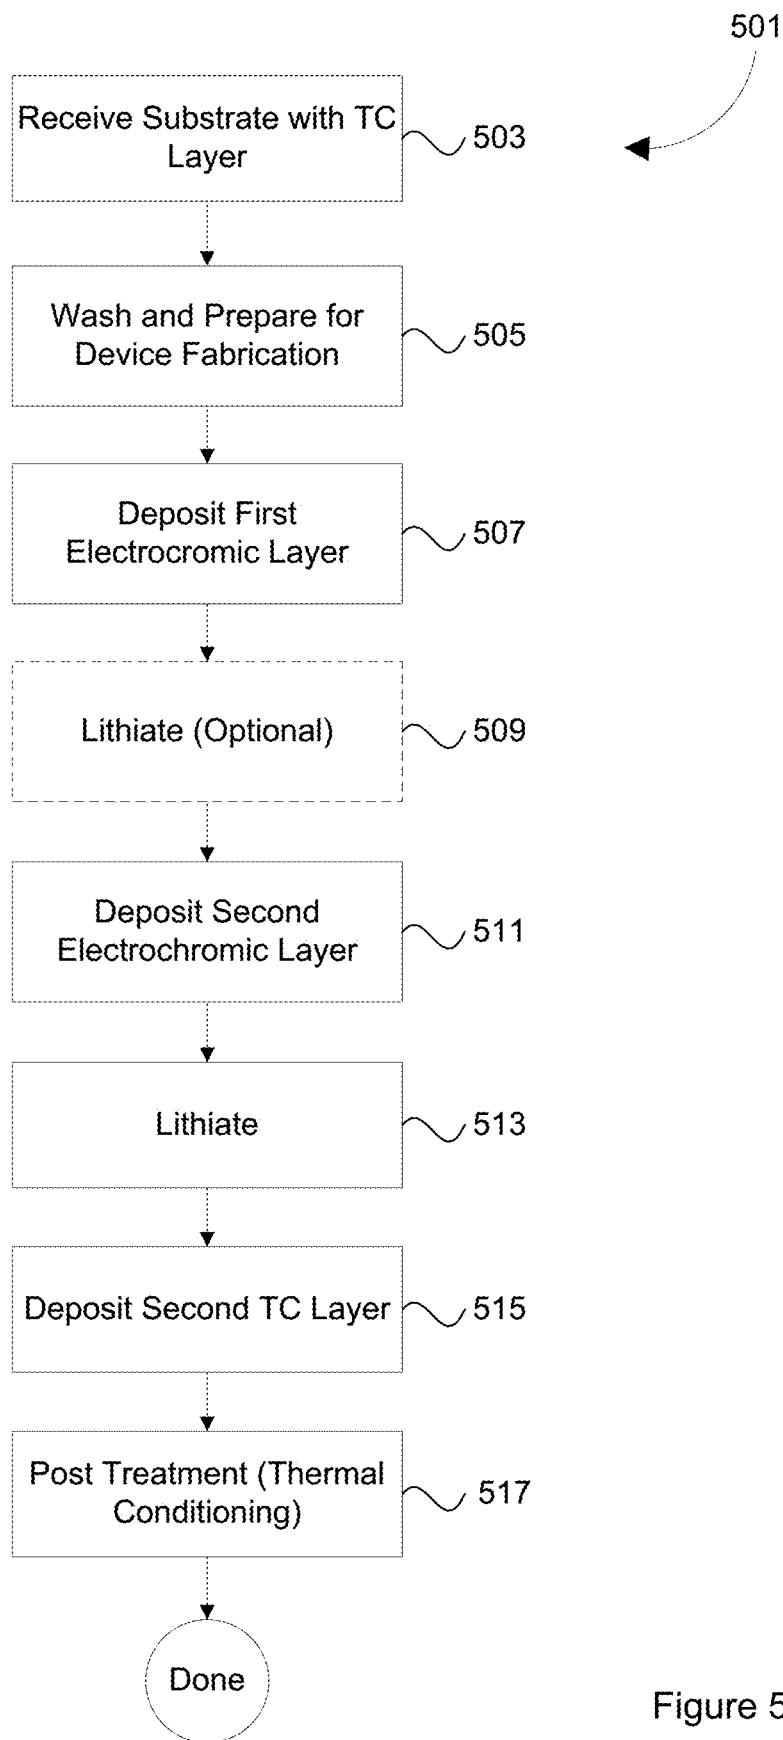 501
Receive Substrate with TC
Layer
503
Wash and Prepare for
Device Fabrication
505
Deposit First
Electrocromic Layer
507
Lithiate (Optional)
509
Deposit Second
Electrochromic Layer
511
Lithiate
513
Deposit Second TC Layer
515
Post Treatment (Thermal
Conditioning)
517
Done
Figure 5